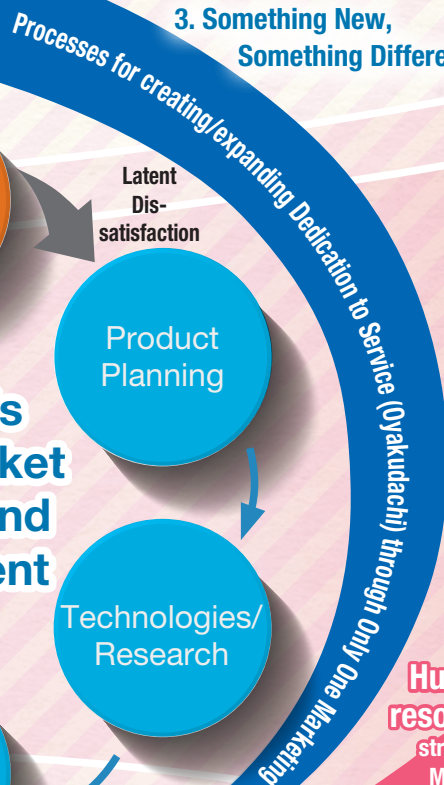 3. Something New,
Something Differe
Processes for creating/expanding Dedication to Service (Oyakudachi) through Only One Marketing
Latent
Dis-
satisfaction
Product
Planning
s
ket
nd
ent
Technologies/
Research
Hu
reso
str
M